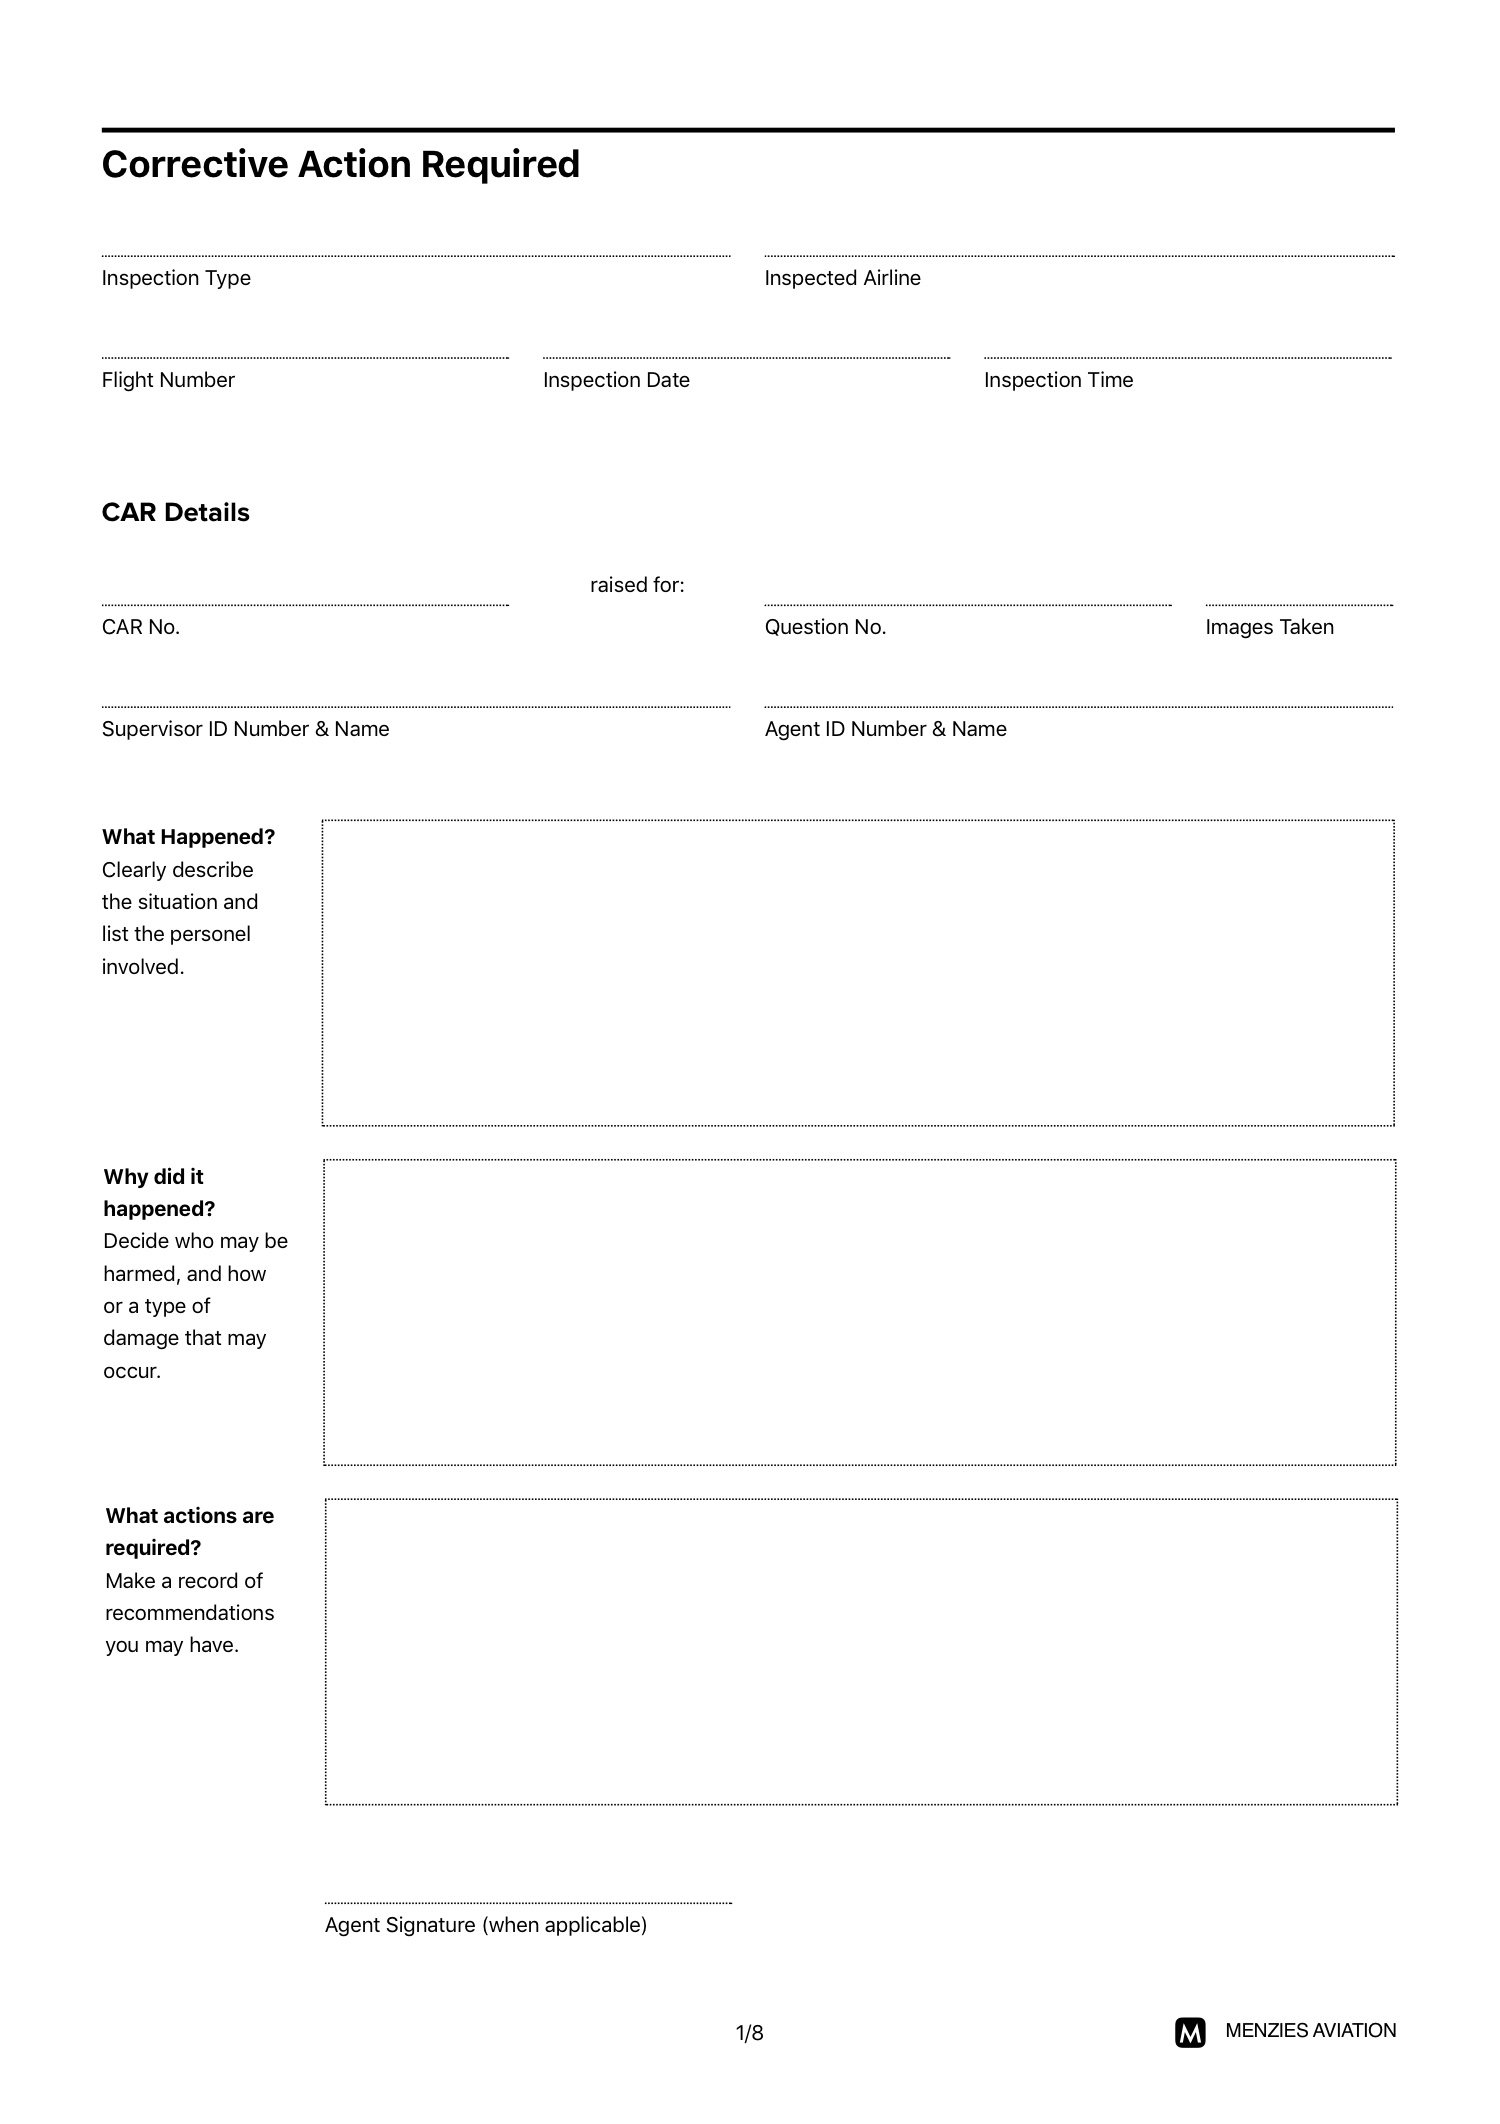 Corrective Action Required
Inspection Type
Inspected Airline
Flight Number
Inspection Date
Inspection Time
CAR Details
raised for:
CAR No.
Question No.
Images Taken
Supervisor ID Number & Name
Agent ID Number & Name
What Happened?
Clearly describe
the situation and
list the personel
involved.
Why did it
happened?
Decide who may be
harmed, and how
or a type of
damage that may
occur.
What actions are
required?
Make a record of
recommendations
you may have.
Agent Signature (when applicable)
1/8
M MENZIES AVIATION